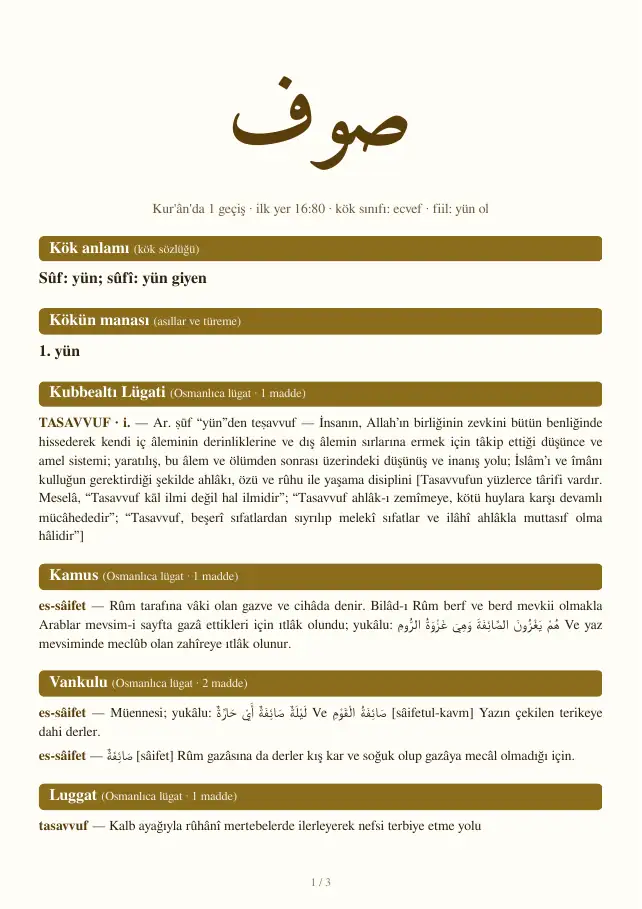 صوف
Kur'ân'da 1 geçiş · ilk yer 16:80 · kök sınıfı: ecvef · fiil: yün ol
Kök anlamı (kök sözlüğü)
Sûf: yün; sûfî: yün giyen
Kökün manası (asıllar ve türeme)
1. yün
Kubbealtı Lügati (Osmanlıca lügat · 1 madde)
TASAVVUF · i. — Ar. ṣūf “yün”den teṣavvuf — İnsanın, Allah’ın birliğinin zevkini bütün benliğinde
hissederek kendi iç âleminin derinliklerine ve dış âlemin sırlarına ermek için tâkip ettiği düşünce ve
amel sistemi; yaratılış, bu âlem ve ölümden sonrası üzerindeki düşünüş ve inanış yolu; İslâm’ı ve îmânı
kulluğun gerektirdiği şekilde ahlâkı, özü ve rûhu ile yaşama disiplini [Tasavvufun yüzlerce târifi vardır.
Meselâ, “Tasavvuf kāl ilmi değil hal ilmidir”; “Tasavvuf ahlâk-ı zemîmeye, kötü huylara karşı devamlı
mücâhededir”; “Tasavvuf, beşerî sıfatlardan sıyrılıp melekî sıfatlar ve ilâhî ahlâkla muttasıf olma
hâlidir”]
Kamus (Osmanlıca lügat · 1 madde)
es-sâifet — Rûm tarafına vâki olan gazve ve cihâda denir. Bilâd-ı Rûm berf ve berd mevkii olmakla
Arablar mevsim-i sayfta gazâ ettikleri için ıtlâk olundu; yukâlu: هُمْ يَغْزُونَ الصَّائِفَةَ وَهِيَ غَزْوَةُ الرُّومِ Ve yaz
mevsiminde meclûb olan zahîreye ıtlâk olunur.
Vankulu (Osmanlıca lügat · 2 madde)
es-sâifet — Müennesi; yukâlu: لَيْلَةٌ صَائِفَةٌ أَيْ حَارَّةٌ Ve صَائِفَةُ الْقَوْمِ [sâifetul-kavm] Yazın çekilen terikeye
dahi derler.
es-sâifet — صَائِفَةٌ [sâifet] Rûm gazâsına da derler kış kar ve soğuk olup gazâya mecâl olmadığı için.
Luggat (Osmanlıca lügat · 1 madde)
tasavvuf — Kalb ayağıyla rûhânî mertebelerde ilerleyerek nefsi terbiye etme yolu
1 / 3